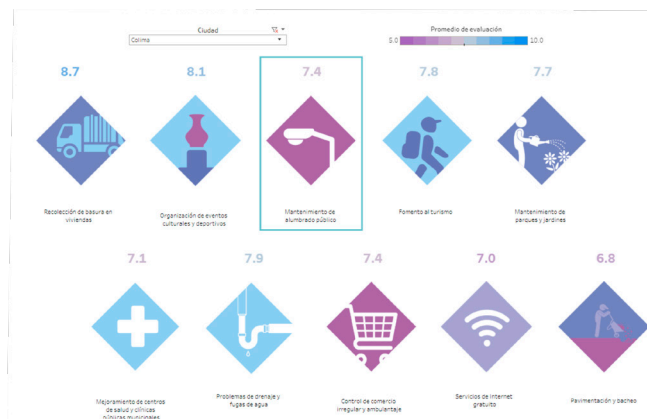 Ciudad
Colima
Promedio de evaluación
5.0 10.0
8.7 8.1 7.4 7.8 7.7
Recolección de basura en
viviendas
Organización de eventos
culturales y deportivos
Mantenimiento de
alumbrado público
Fomento al turismo
Mantenimiento de
parques y jardines
7.1 7.9 7.4 7.0 6.8
Mejoramiento de centros
de salud y clínicas
públicas municipales
Problemas de drenaje y
fugas de agua
Control de comercio
irregular y ambulantaje
Servicios de internet
gratuito
Pavimentación y bacheo